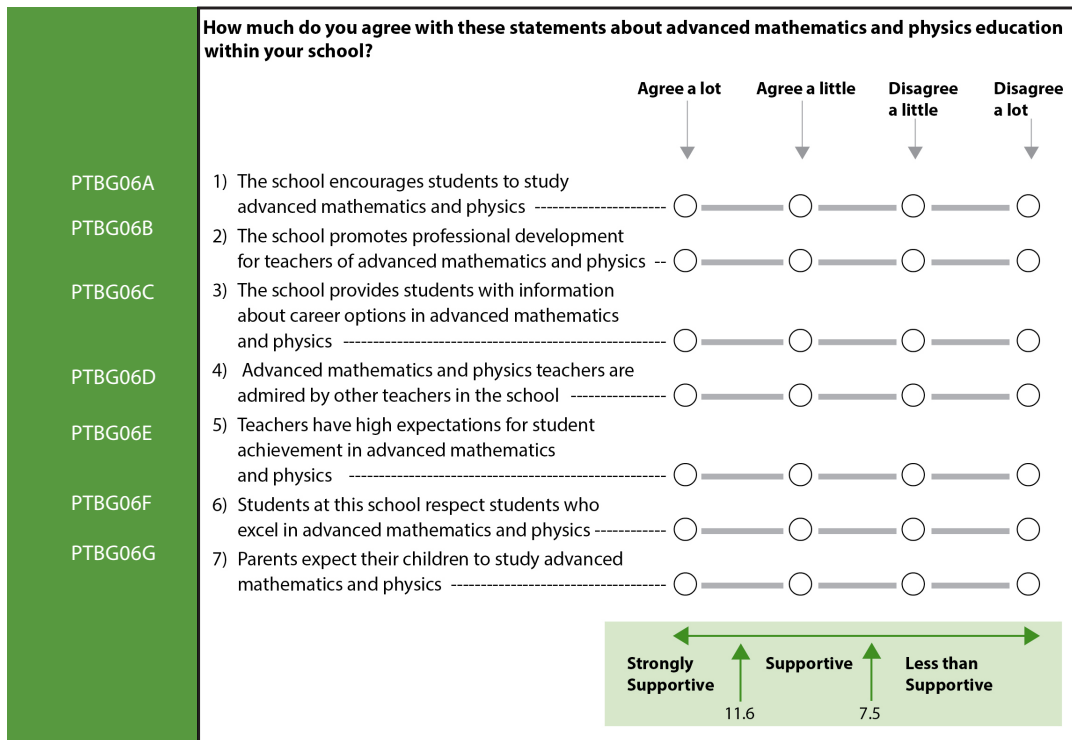 How much do you agree with these statements about advanced mathematics and physics education
within your school?
Agree a lot
Agree a little
Disagree
a little
Disagree
a lot
PTBG06A
1) The school encourages students to study
advanced mathematics and physics ----------------------
PTBG06B
2) The school promotes professional development
for teachers of advanced mathematics and physics --
PTBG06C
3) The school provides students with information
about career options in advanced mathematics
and physics ------------------------------------------------------
PTBG06D
4) Advanced mathematics and physics teachers are
admired by other teachers in the school ----------------
PTBG06E
5) Teachers have high expectations for student
achievement in advanced mathematics
and physics -----------------------------------------------------
PTBG06F
6) Students at this school respect students who
excel in advanced mathematics and physics ------------
PTBG06G
7) Parents expect their children to study advanced
mathematics and physics ------------------------------------
Strongly
Supportive
Supportive
Less than
Supportive
11.6
7.5